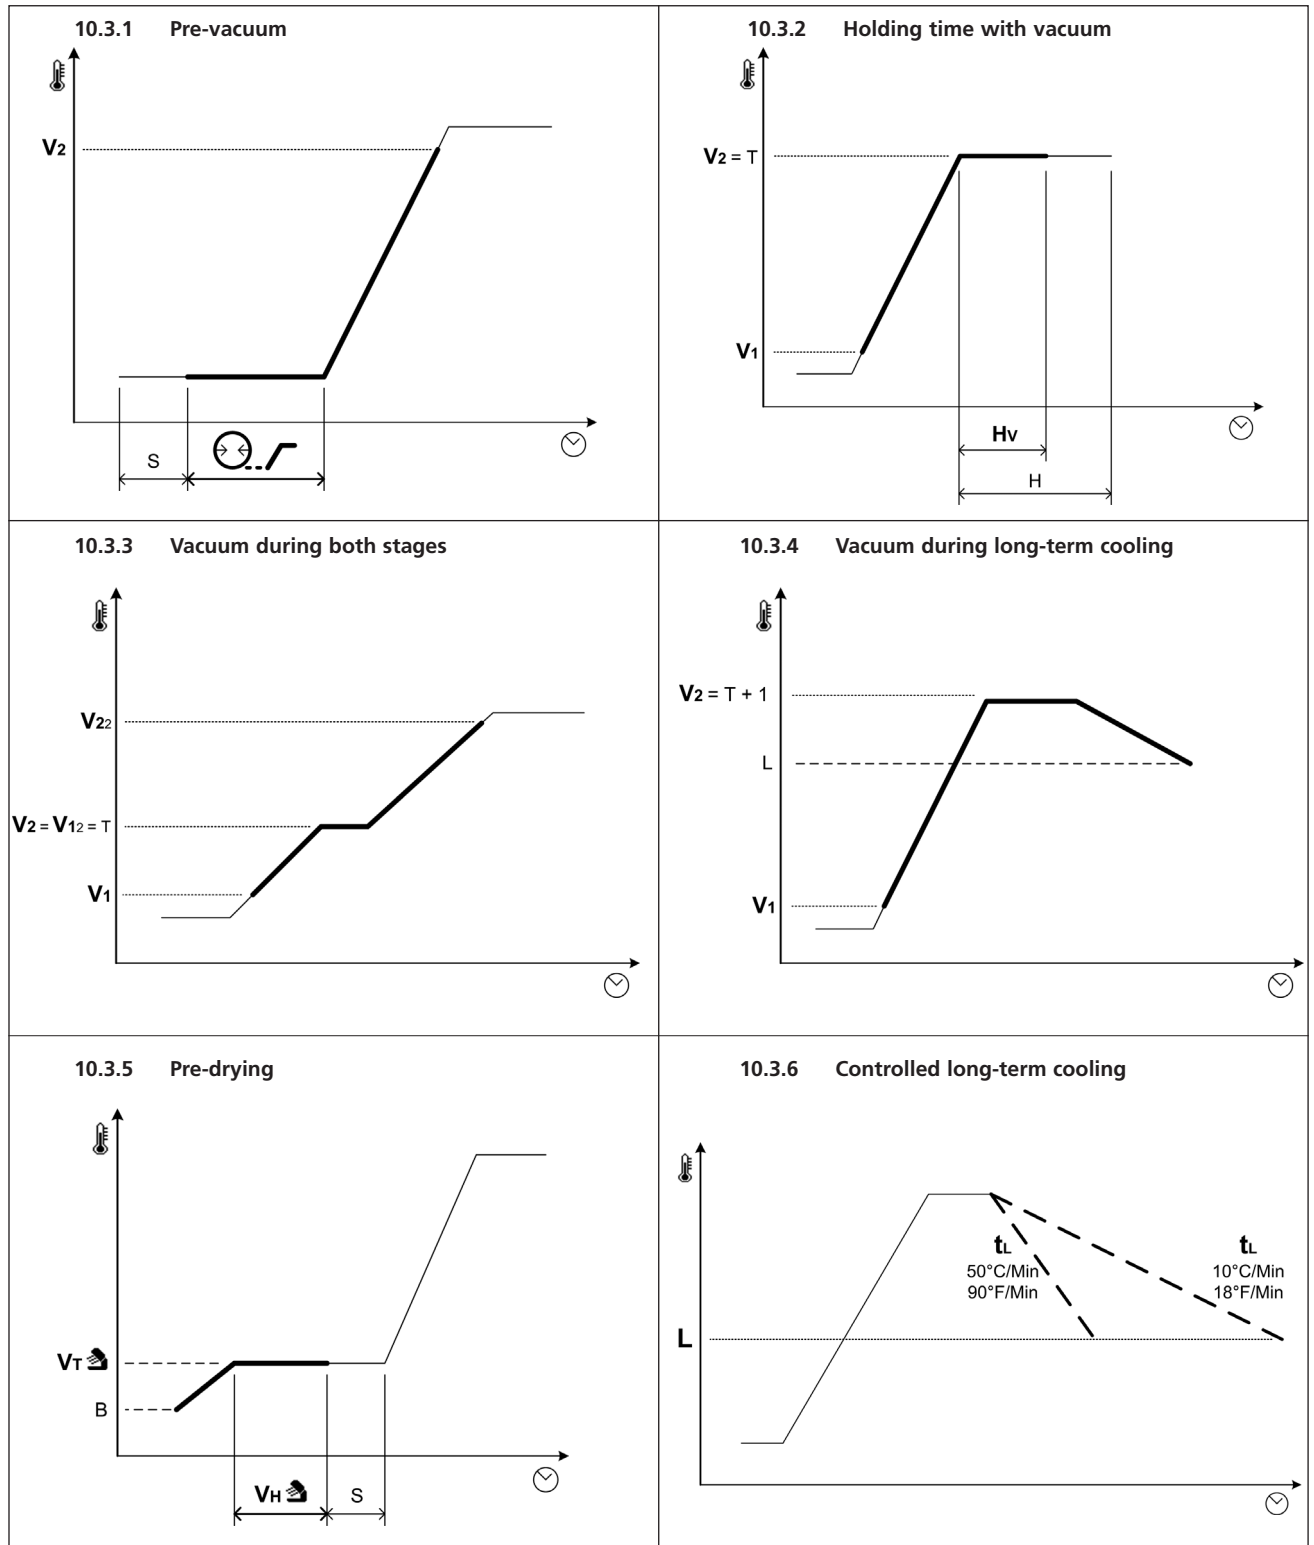 10.3.1 Pre-vacuum
V2
S
10.3.2 Holding time with vacuum
V2 = T
V1
Hv
H
10.3.3 Vacuum during both stages
V22
V2 = V12 = T
V1
10.3.4 Vacuum during long-term cooling
V2 = T + 1
L
V1
10.3.5 Pre-drying
VT
B
VH
S
10.3.6 Controlled long-term cooling
tL
50°C/Min
90°F/Min
tL
10°C/Min
18°F/Min
L